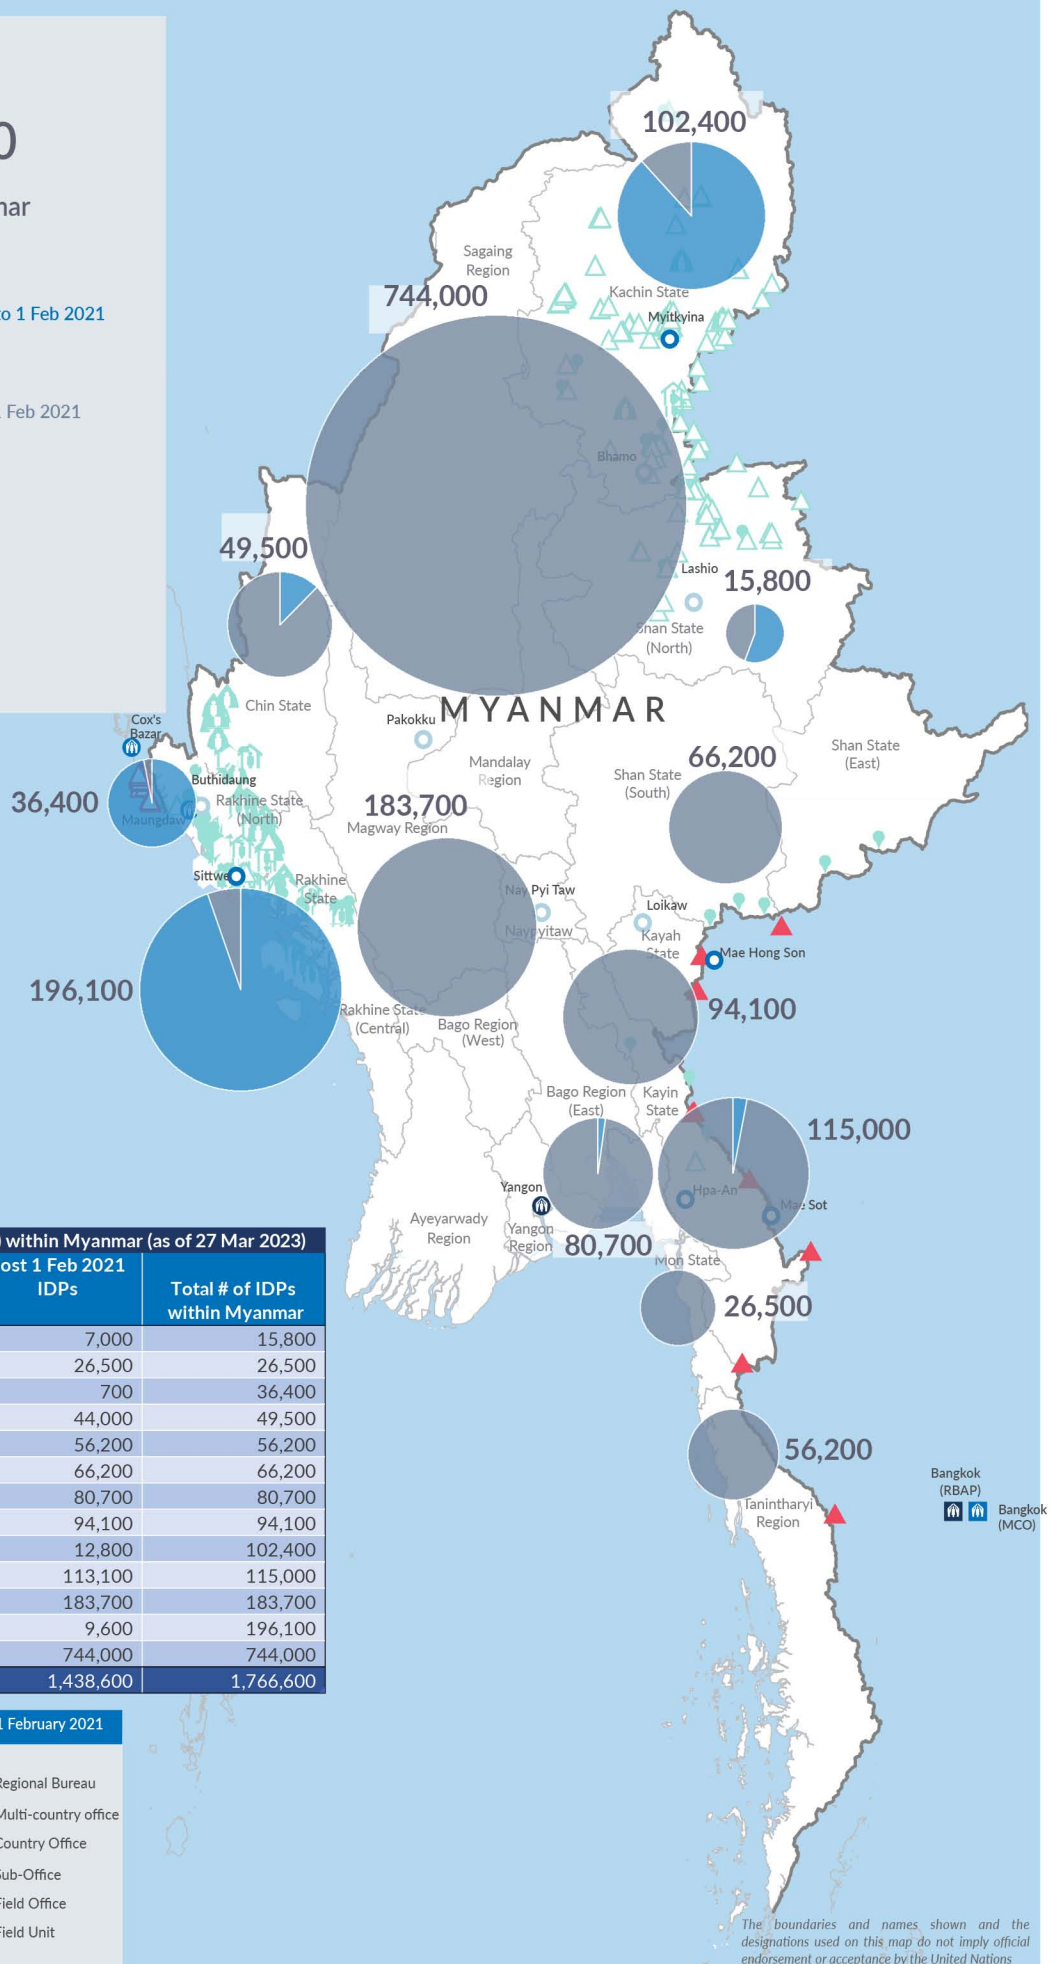 0
nar
to 1 Feb 2021
Feb 2021
102,400
Sagaing
Region
744,000
Kachin State
Myitkyina
Bhamo
49,500
Lashio
15,800
Shan State
(North)
Chin State
MYANMAR
Pakokku
Cox's
Bazar
Mandalay
Region
66,200
Shan State
(East)
Shan State
(South)
Buthidaung
Rakhine State
(North)
36,400
Maungdaw
183,700
Magway Region
Sittwe
Rakhine
State
Nay Pyi Taw
Naypyitaw
Loikaw
Kayah
State
Mae Hong Son
196,100
94,100
Rakhine State
(Central)
Bago Region
(West)
Bago Region
(East)
Kayin
State
115,000
Yangon
Hpa-An
Mae Sot
Ayeyarwady
Region
Yangon
Region
80,700
Mon State
26,500
56,200
Tanintharyi
Region
Bangkok
(RBAP)
Bangkok
(MCO)
) within Myanmar (as of 27 Mar 2023)
ost 1 Feb 2021
IDPs
Total # of IDPs
within Myanmar
7,000 15,800
26,500 26,500
700 36,400
44,000 49,500
56,200 56,200
66,200 66,200
80,700 80,700
94,100 94,100
12,800 102,400
113,100 115,000
183,700 183,700
9,600 196,100
744,000 744,000
1,438,600 1,766,600
1 February 2021
Regional Bureau
Multi-country office
Country Office
Sub-Office
Field Office
Field Unit
The boundaries and names shown and the
designations used on this map do not imply official
endorsement or acceptance by the United Nations